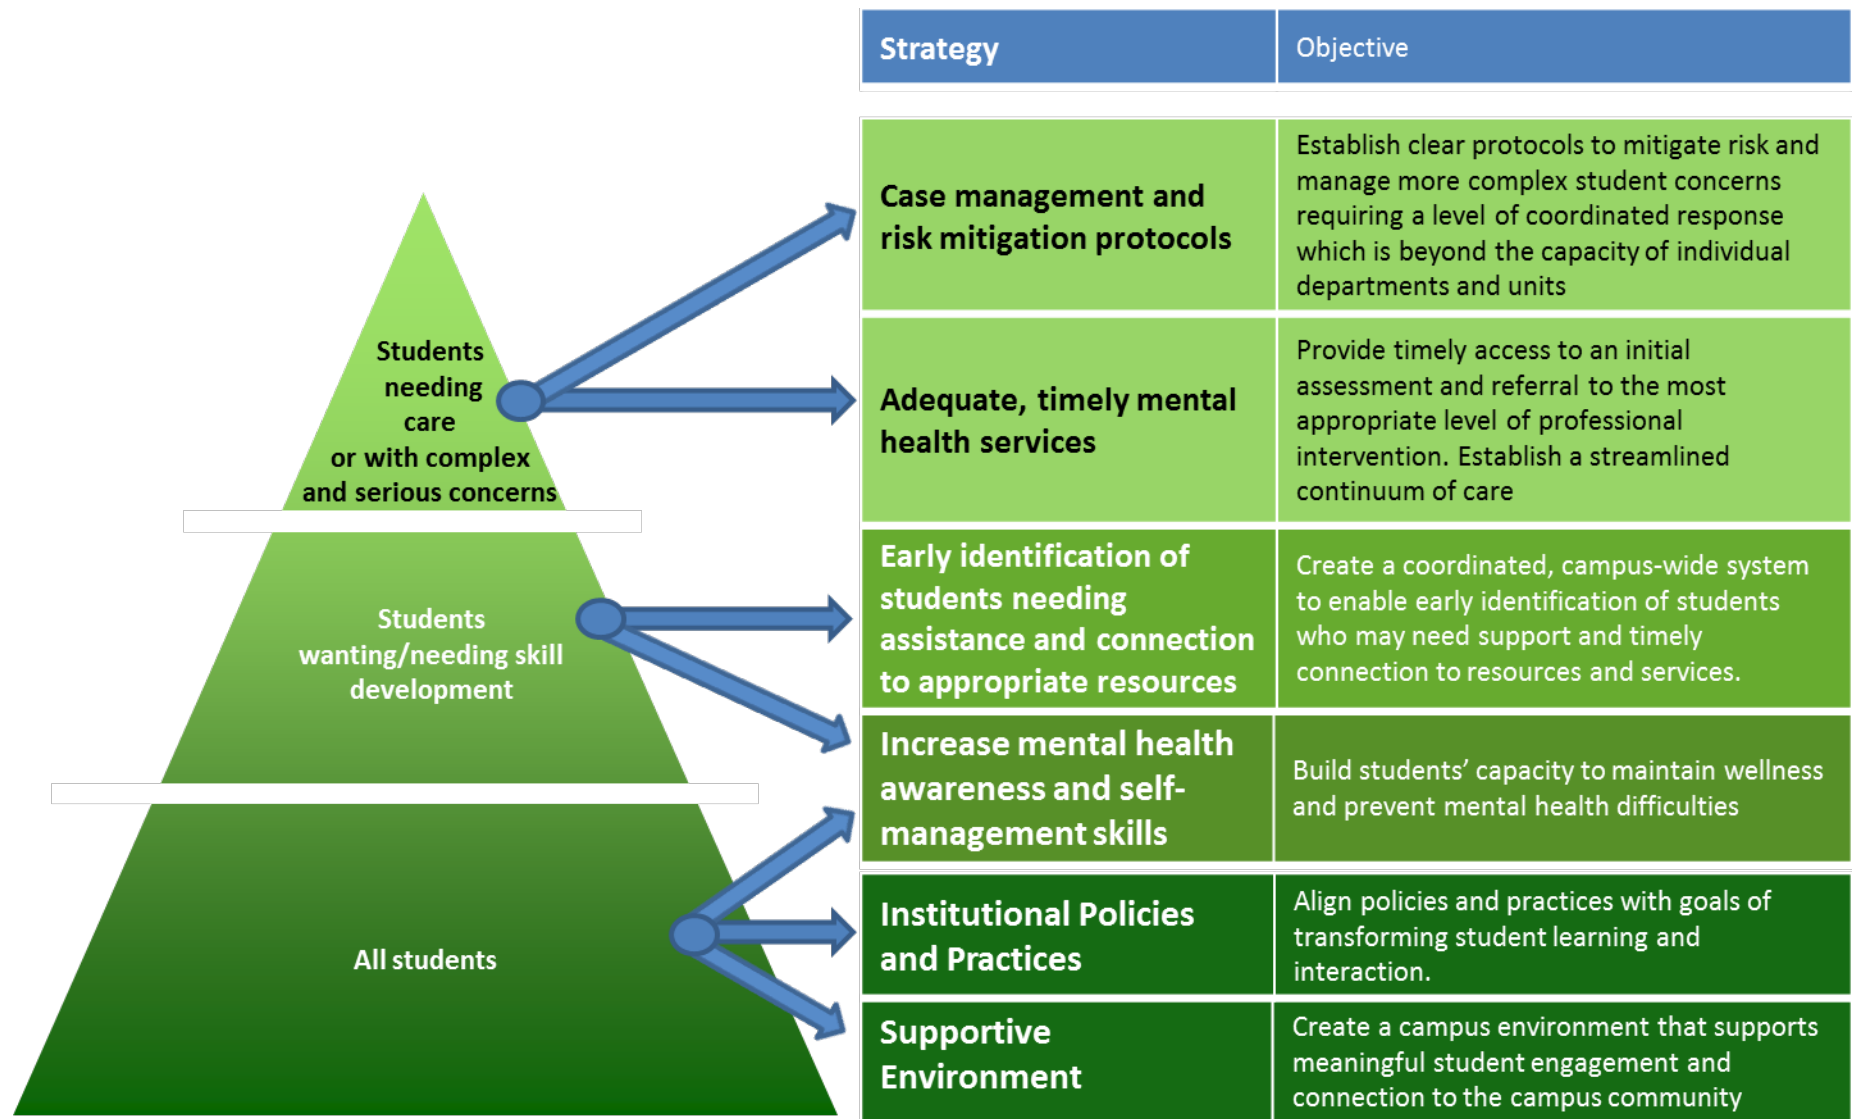 Strategy
Objective
Students
needing
care
or with complex
and serious concerns
Case management and
risk mitigation protocols
Establish clear protocols to mitigate risk and
manage more complex student concerns
requiring a level of coordinated response
which is beyond the capacity of individual
departments and units
Adequate, timely mental
health services
Provide timely access to an initial
assessment and referral to the most
appropriate level of professional
intervention. Establish a streamlined
continuum of care
Students
wanting/needing skill
development
Early identification of
students needing
assistance and connection
to appropriate resources
Create a coordinated, campus-wide system
to enable early identification of students
who may need support and timely
connection to resources and services.
Increase mental health
awareness and self-
management skills
Build students’ capacity to maintain wellness
and prevent mental health difficulties
All students
Institutional Policies
and Practices
Align policies and practices with goals of
transforming student learning and
interaction.
Supportive
Environment
Create a campus environment that supports
meaningful student engagement and
connection to the campus community